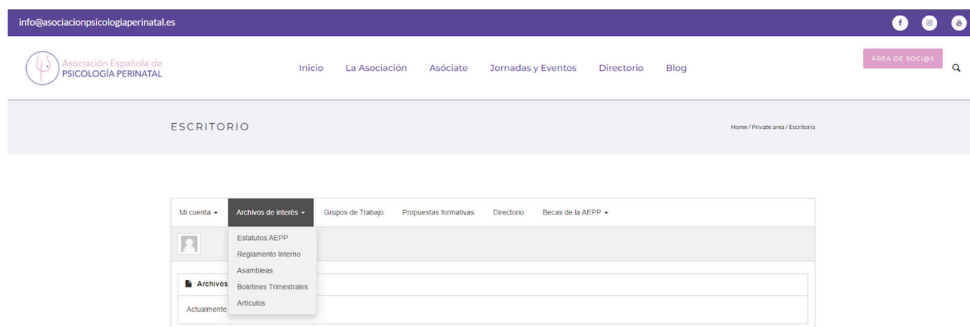 info@asociacionpsicologiaperinatal.es
Asociación Española de
PSICOLOGÍA PERINATAL
Inicio La Asociación Asóciate Jornadas y Eventos Directorio Blog
ÁREA DE SOCI@S
ESCRITORIO
Home / Private area / Escritorio
Mi cuenta Archivos de interés Grupos de Trabajo Propuestas formativas Directorio Becas de la AEPP
Estatutos AEPP
Reglamento Interno
Asambleas
Boletines Trimestrales
Artículos
Archivos
Actualmente